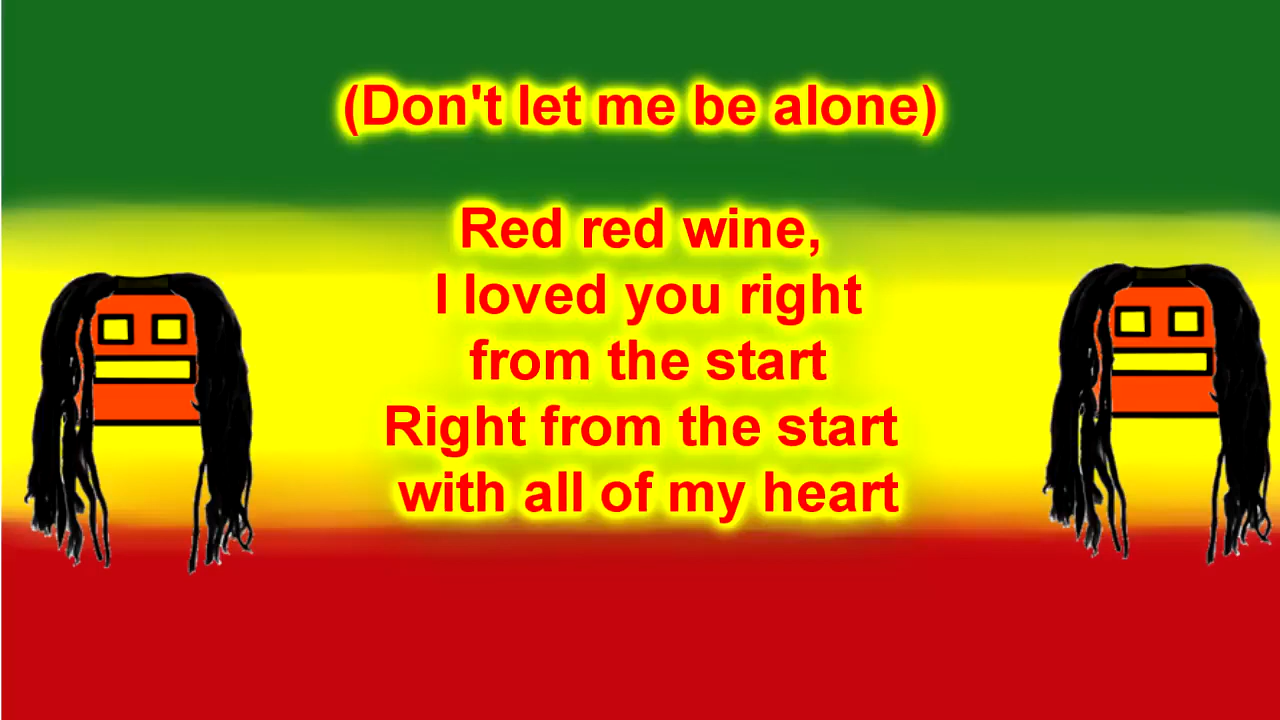 (Don't let me be alone)
Red red wine,
I loved you right
from the start
Right from the start
with all of my heart